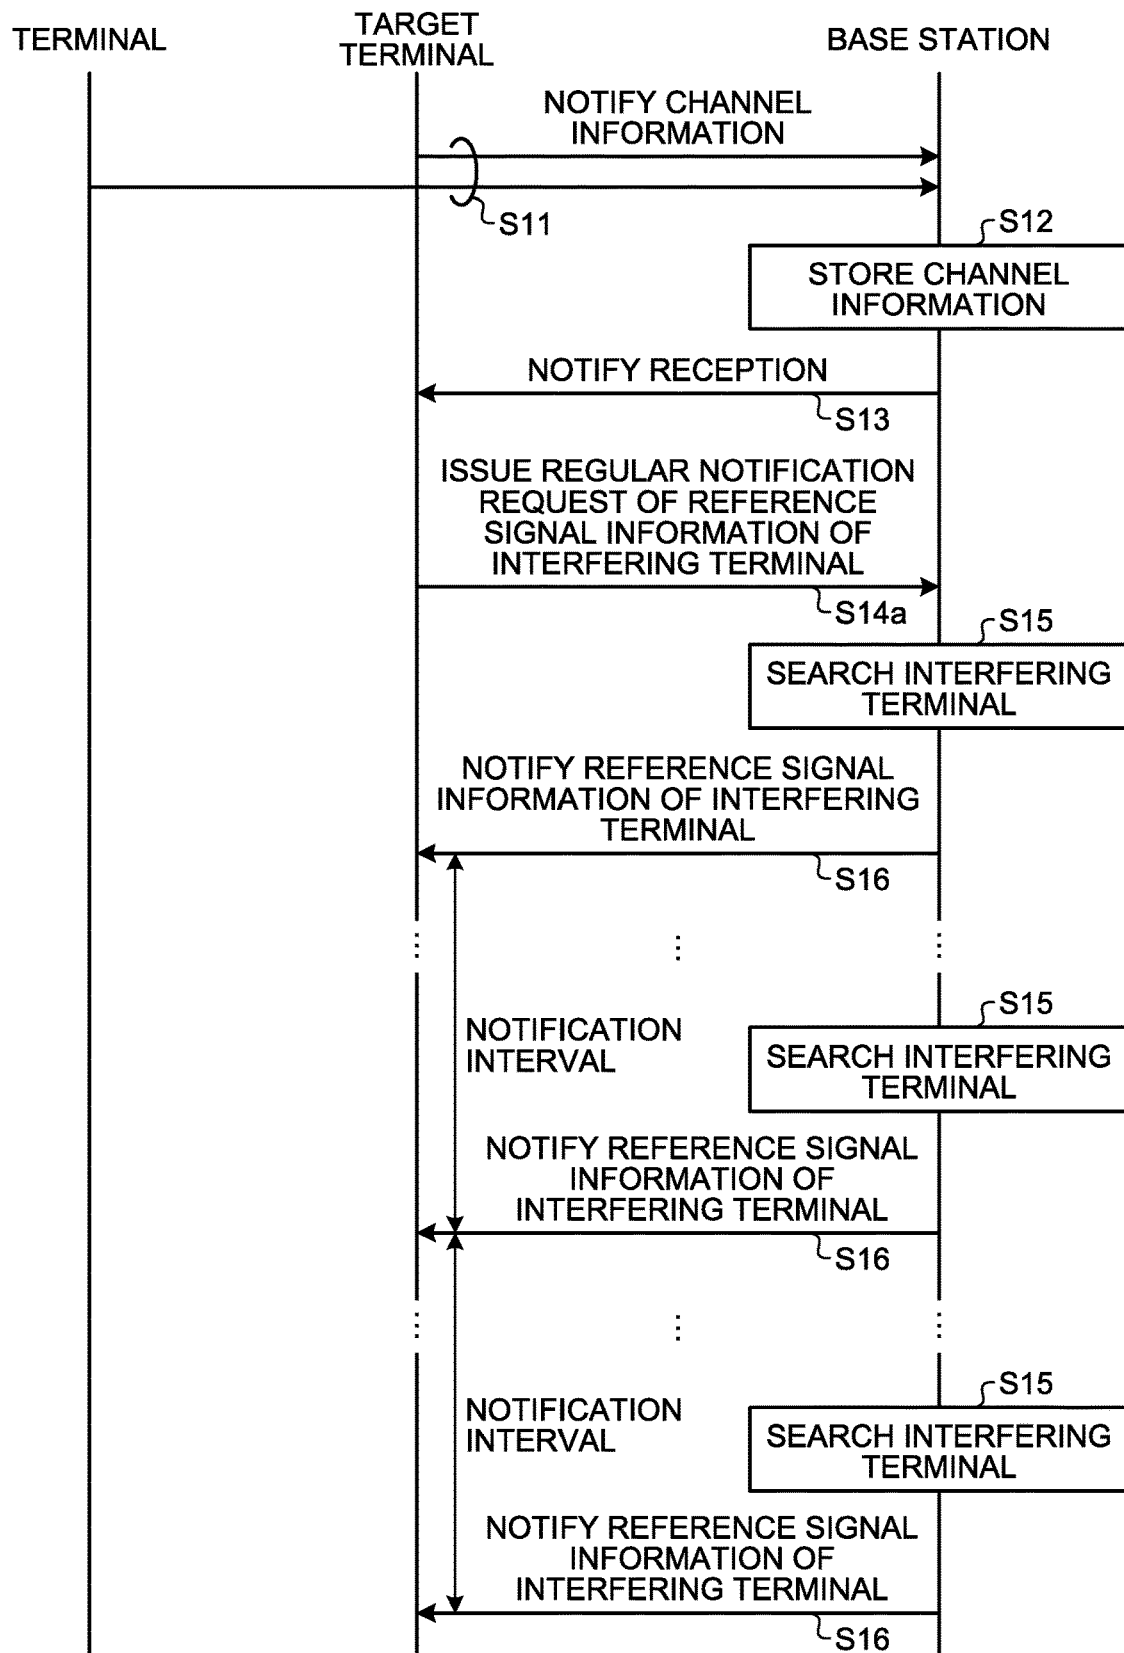 TERMINAL
TARGET
TERMINAL
BASE STATION
NOTIFY CHANNEL
INFORMATION
S11
S12
STORE CHANNEL
INFORMATION
NOTIFY RECEPTION
S13
ISSUE REGULAR NOTIFICATION
REQUEST OF REFERENCE
SIGNAL INFORMATION OF
INTERFERING TERMINAL
S14a
S15
SEARCH INTERFERING
TERMINAL
NOTIFY REFERENCE SIGNAL
INFORMATION OF INTERFERING
TERMINAL
S16
S15
NOTIFICATION
INTERVAL
SEARCH INTERFERING
TERMINAL
NOTIFY REFERENCE SIGNAL
INFORMATION OF
INTERFERING TERMINAL
S16
S15
NOTIFICATION
INTERVAL
SEARCH INTERFERING
TERMINAL
NOTIFY REFERENCE SIGNAL
INFORMATION OF
INTERFERING TERMINAL
S16